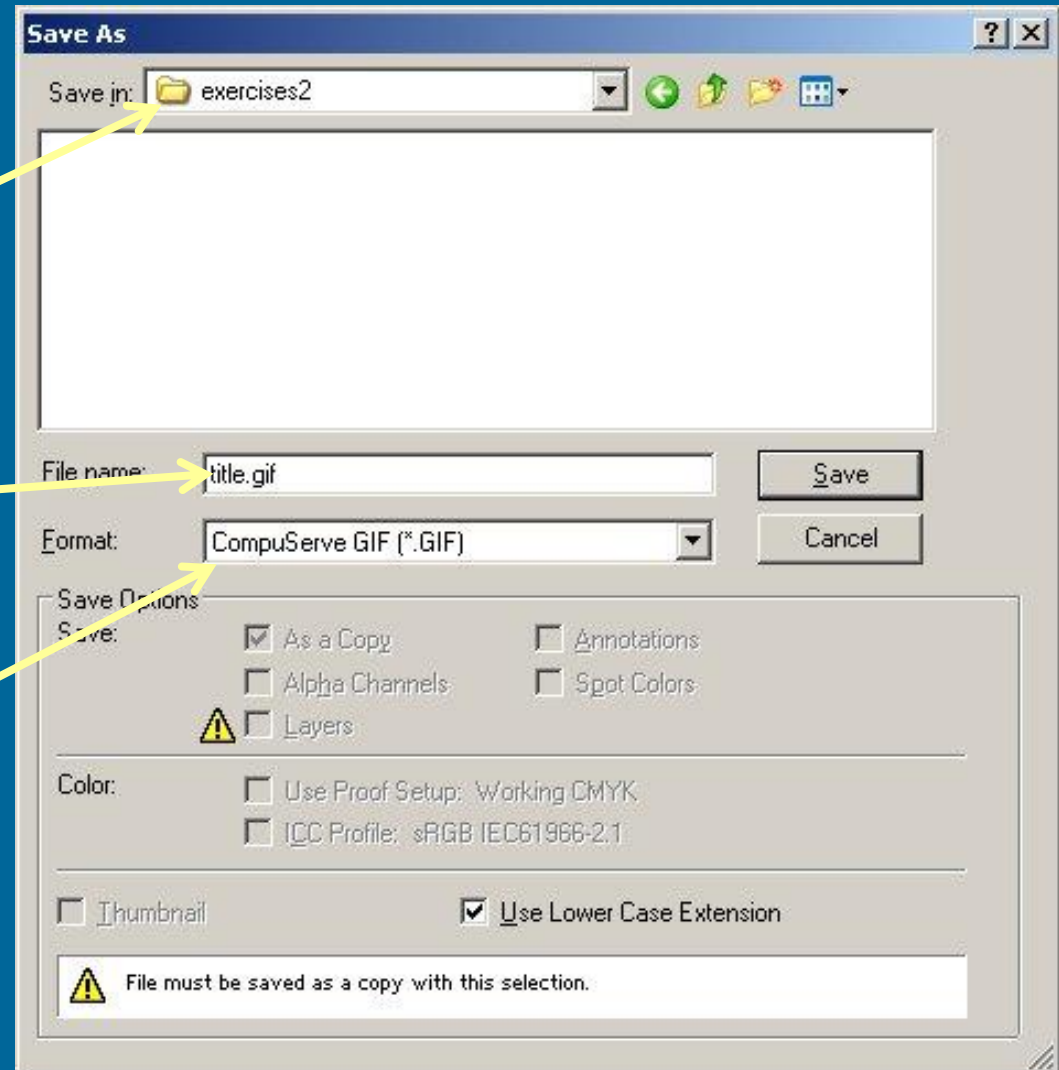 Save As
Save in: exercises2
File name: title.gif Save
Format: CompuServe GIF (*.GIF) Cancel
Save Options
Save: As a Copy Annotations
Alpha Channels Spot Colors
Layers
Color: Use Proof Setup: Working CMYK
ICC Profile: sRGB IEC61966-2.1
Thumbnail Use Lower Case Extension
File must be saved as a copy with this selection.